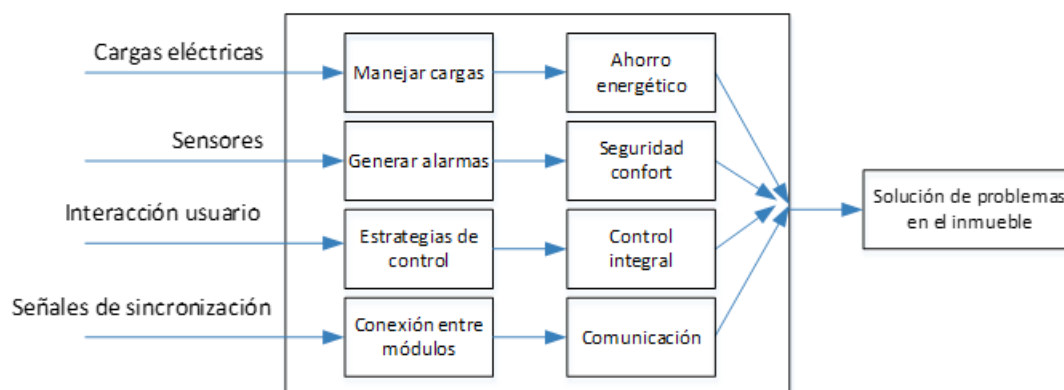 Cargas eléctricas
Manejar cargas
Ahorro
energético
Sensores
Generar alarmas
Seguridad
confort
Interacción usuario
Estrategias de
control
Control
integral
Señales de sincronización
Conexión entre
módulos
Comunicación
Solución de problemas
en el inmueble